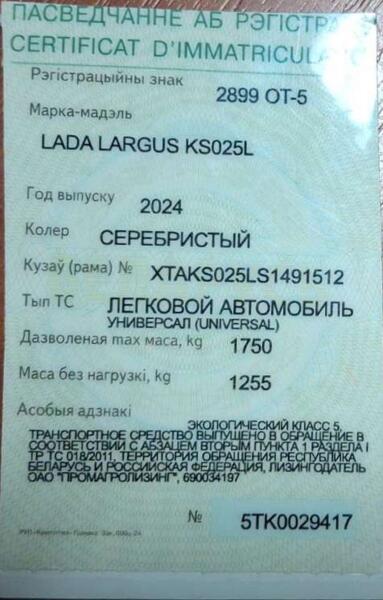 ПАСВЕДЧАННЕ АБ РЭГІСТРА
CERTIFICAT D'IMMATRICULA
Рэгістрацыйны знак
2899 OT-5
Марка-мадэль
LADA LARGUS KS025L
Год выпуску 2024
Колер СЕРЕБРИСТЫЙ
Кузаў (рама) № XTAKS025LS1491512
Тып ТС ЛЕГКОВОЙ АВТОМОБИЛЬ
УНИВЕРСАЛ (UNIVERSAL)
Дазволеная max маса, kg 1750
Маса без нагрузкі, kg 1255
Асобыя адзнакі
ЭКОЛОГИЧЕСКИЙ КЛАСС 5,
ТРАНСПОРТНОЕ СРЕДСТВО ВЫПУЩЕНО В ОБРАЩЕНИЕ В
СООТВЕТСТВИИ С АБЗАЦЕМ ВТОРЫМ ПУНКТА 1 РАЗДЕЛА I
ТР ТС 018/2011, ТЕРРИТОРИЯ ОБРАЩЕНИЯ РЕСПУБЛИКА
БЕЛАРУСЬ И РОССИЙСКАЯ ФЕДЕРАЦИЯ, ЛИЗИНГОДАТЕЛЬ
ОАО "ПРОМАГРОЛИЗИНГ", 690034197
№ 5TK0029417